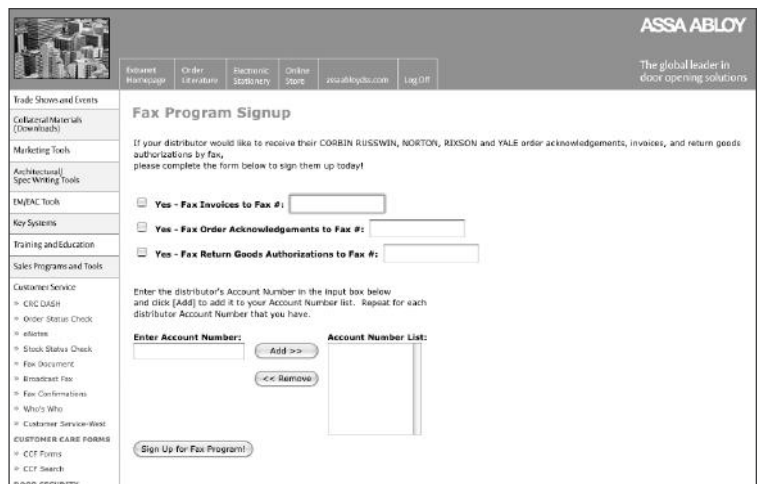 ASSA ABLOY
The global leader in
door opening solutions
Extranet Homepage
Order Literature
Electronic Stationery
Online Store
assaabloydss.com
Log Off
Trade Shows and Events
Collateral Materials
(Downloads)
Marketing Tools
Architectural/
Spec Writing Tools
EM/EAC Tools
Key Systems
Training and Education
Sales Programs and Tools
Customer Service
» CRC DASH
» Order Status Check
» eNotes
» Stock Status Check
» Fax Document
» Broadcast Fax
» Fax Confirmations
» Who's Who
» Customer Service-West
CUSTOMER CARE FORMS
» CCF Forms
» CCF Search
DOOR SECURITY
Fax Program Signup
If your distributor would like to receive their CORBIN RUSSWIN, NORTON, RIXSON and YALE order acknowledgements, invoices, and return goods
authorizations by fax,
please complete the form below to sign them up today!
Yes - Fax Invoices to Fax #:
Yes - Fax Order Acknowledgements to Fax #:
Yes - Fax Return Goods Authorizations to Fax #:
Enter the distributor's Account Number in the input box below
and click [Add] to add it to your Account Number list. Repeat for each
distributor Account Number that you have.
Enter Account Number:
Add >>
<< Remove
Account Number List:
Sign Up for Fax Program!